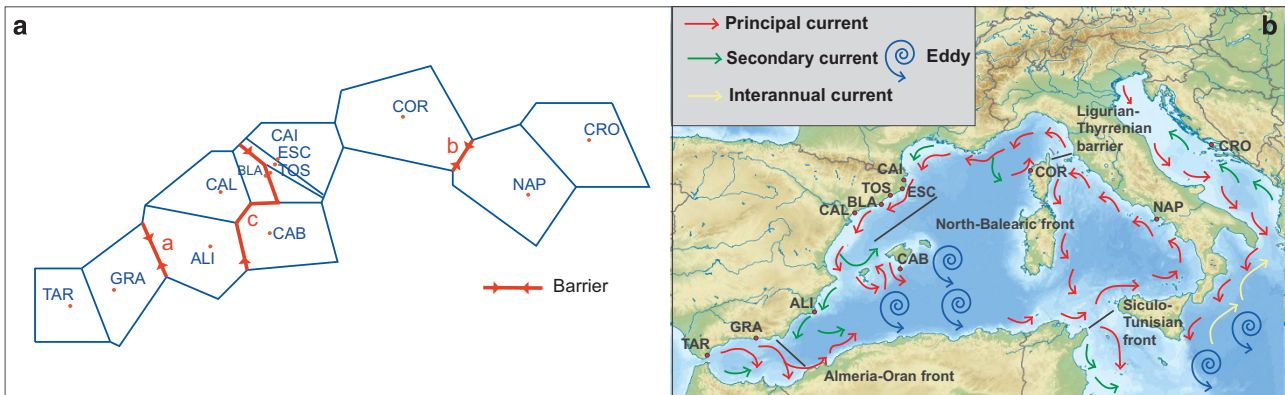 a
CAI
ESC
BLA
TOS
CAL
COR
b
CRO
NAP
c
CAB
a
ALI
GRA
TAR
Barrier
b
Principal current
Secondary current
Eddy
Interannual current
Ligurian-
Thyrrenian
barrier
CRO
CAI
TOS
ESC
BLA
CAL
COR
NAP
North-Balearic front
CAB
ALI
GRA
TAR
Siculo-
Tunisian
front
Almeria-Oran front